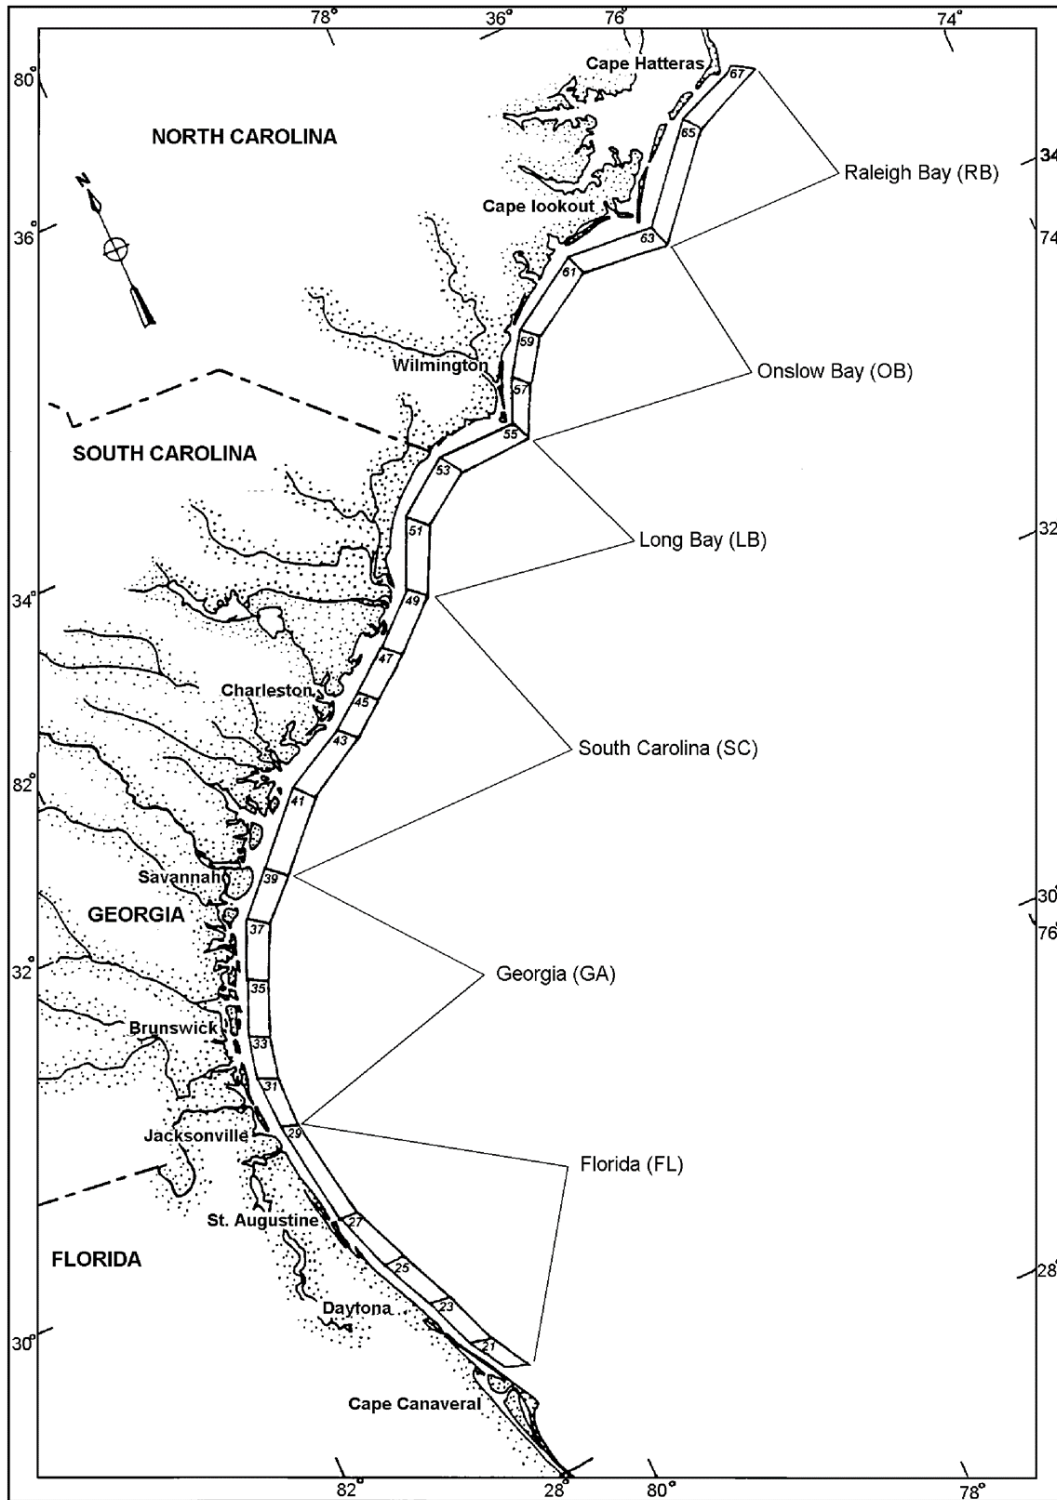 78°
36°
76°
74°
Cape Hatteras
67
80°
NORTH CAROLINA
65
34
Raleigh Bay (RB)
N
Cape lookout
36°
63
74
61
59
Wilmington
57
Onslow Bay (OB)
55
SOUTH CAROLINA
53
51
32
Long Bay (LB)
34°
49
47
Charleston
45
43
South Carolina (SC)
82°
41
Savannah
39
30°
GEORGIA
37
76°
32°
Georgia (GA)
35
Brunswick
33
31
Jacksonville
29
Florida (FL)
St. Augustine
27
FLORIDA
25
28°
Daytona
23
30°
21
Cape Canaveral
82°
28°
80°
78°